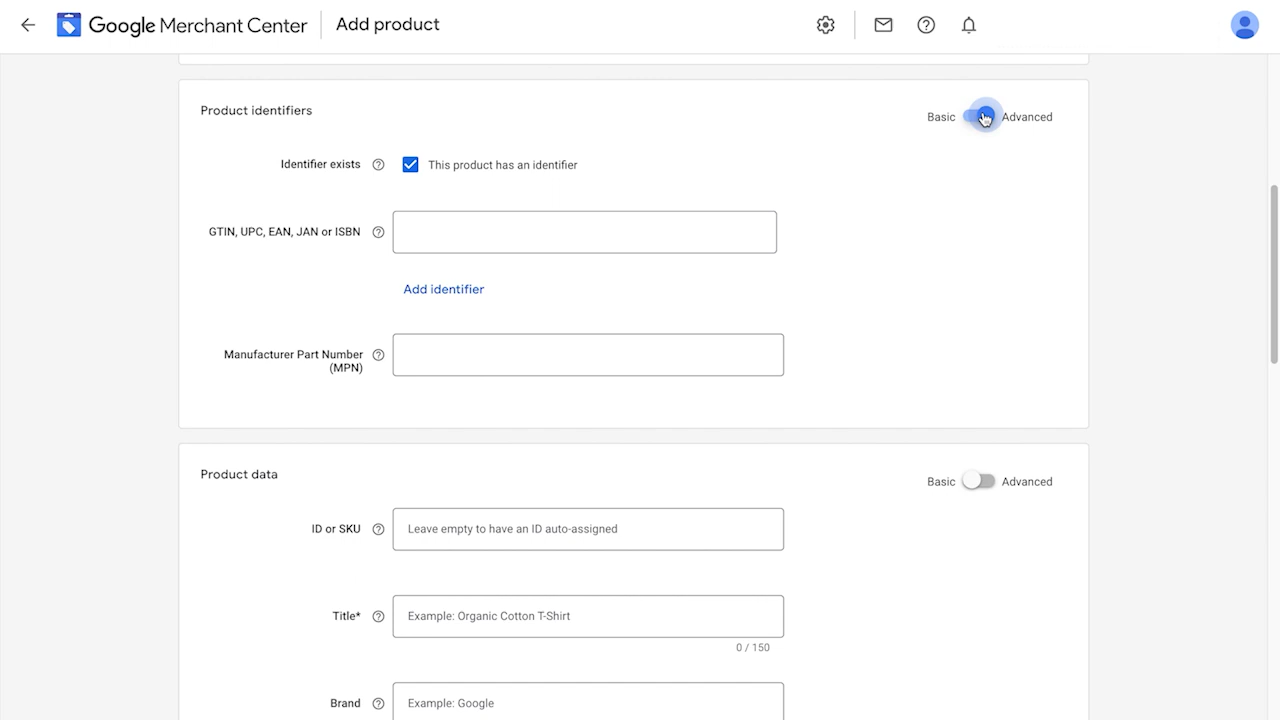 Google Merchant Center
Add product
Product identifiers
Basic
Advanced
Identifier exists
This product has an identifier
GTIN, UPC, EAN, JAN or ISBN
Add identifier
Manufacturer Part Number
(MPN)
Product data
Basic
Advanced
ID or SKU
Leave empty to have an ID auto-assigned
Title*
Example: Organic Cotton T-Shirt
0 / 150
Brand
Example: Google